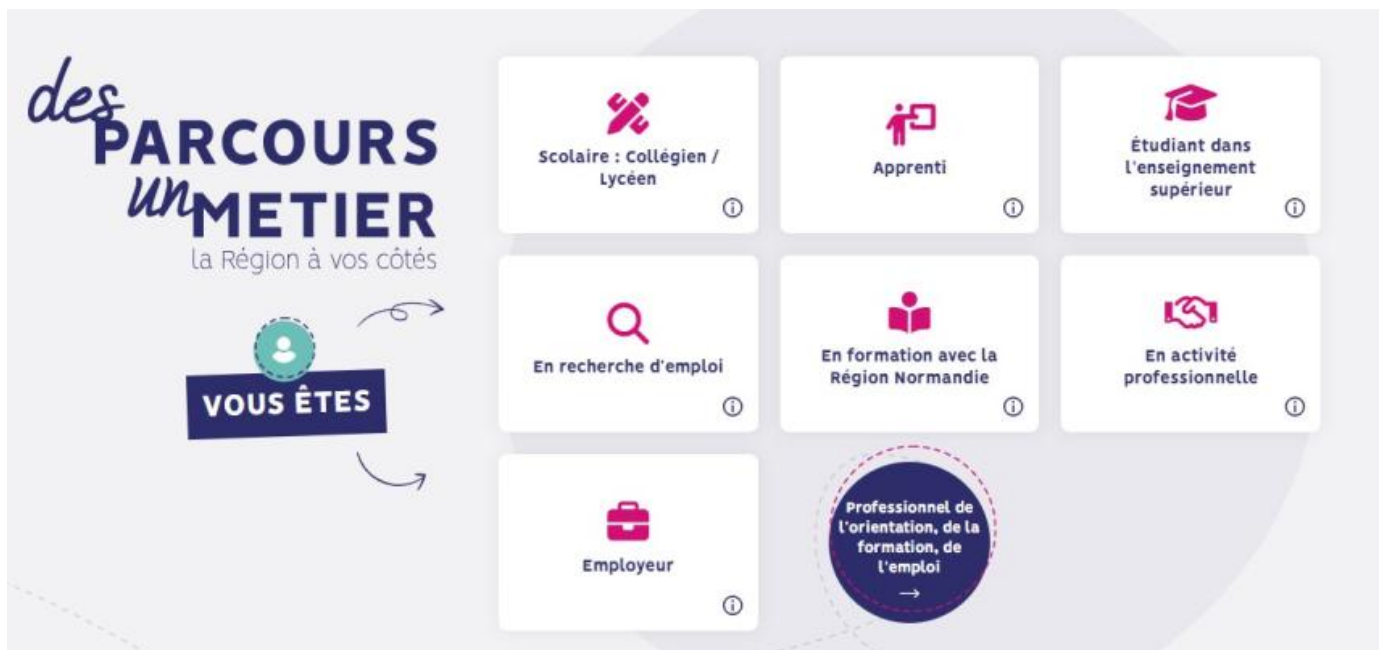 des
PARCOURS
un
METIER
la Région à vos côtés
VOUS ÊTES
Scolaire : Collégien /
Lycéen
Apprenti
Étudiant dans
l'enseignement
supérieur
En recherche d'emploi
En formation avec la
Région Normandie
En activité
professionnelle
Employeur
Professionnel de
l'orientation, de la
formation, de
l'emploi